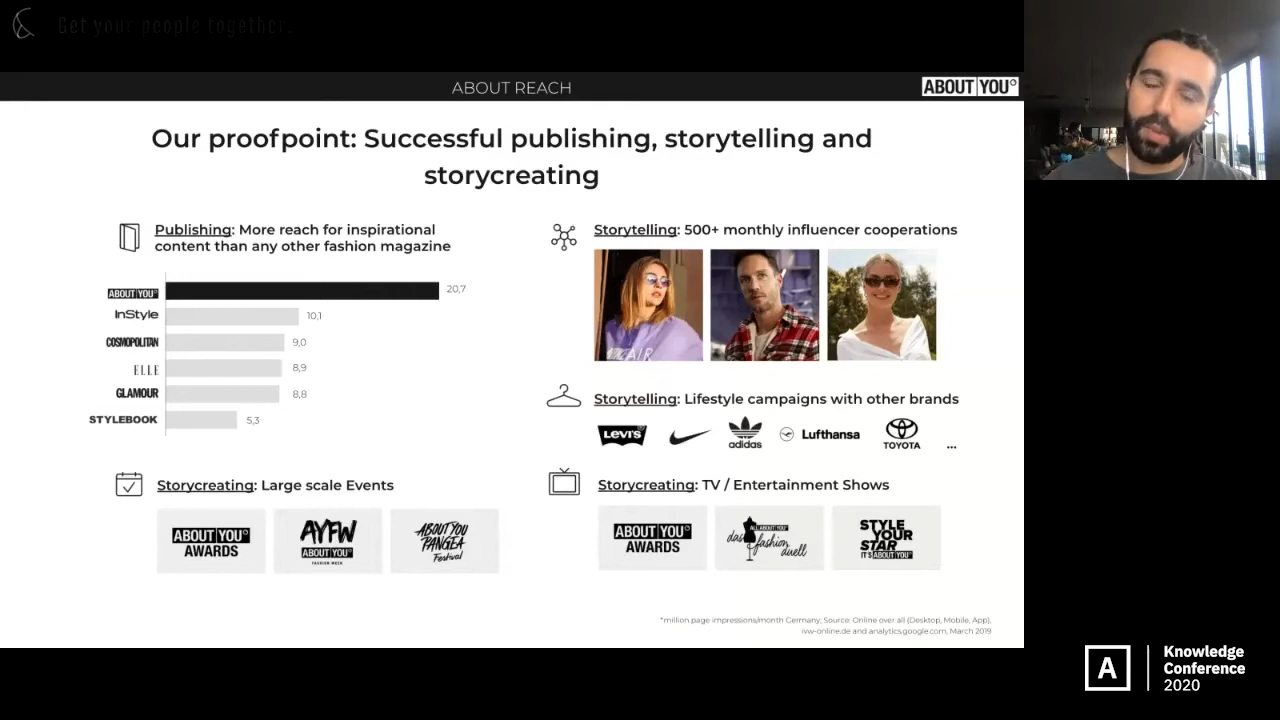 Get your people together.
ABOUT REACH
ABOUT YOU°
Our proofpoint: Successful publishing, storytelling and
storycreating
Publishing: More reach for inspirational
content than any other fashion magazine
ABOUT YOU° 20,7
InStyle 10,1
COSMOPOLITAN 9,0
ELLE 8,9
GLAMOUR 8,8
STYLEBOOK 5,3
Storytelling: 500+ monthly influencer cooperations
Storytelling: Lifestyle campaigns with other brands
LEVI'S adidas Lufthansa TOYOTA ...
Storycreating: Large scale Events
ABOUT YOU°
AWARDS
AYFW
ABOUT YOU°
FASHION WEEK
ABOUT YOU
PANGEA
Festival
Storycreating: TV / Entertainment Shows
ABOUT YOU°
AWARDS
ALL ABOUT YOU°
das fashion
duell
STYLE
YOUR
STAR
IT'S ABOUT YOU°
*million page impressions/month Germany; Source: Online over all (Desktop, Mobile, App),
ivw-online.de and analytics.google.com, March 2019
A
Knowledge
Conference
2020